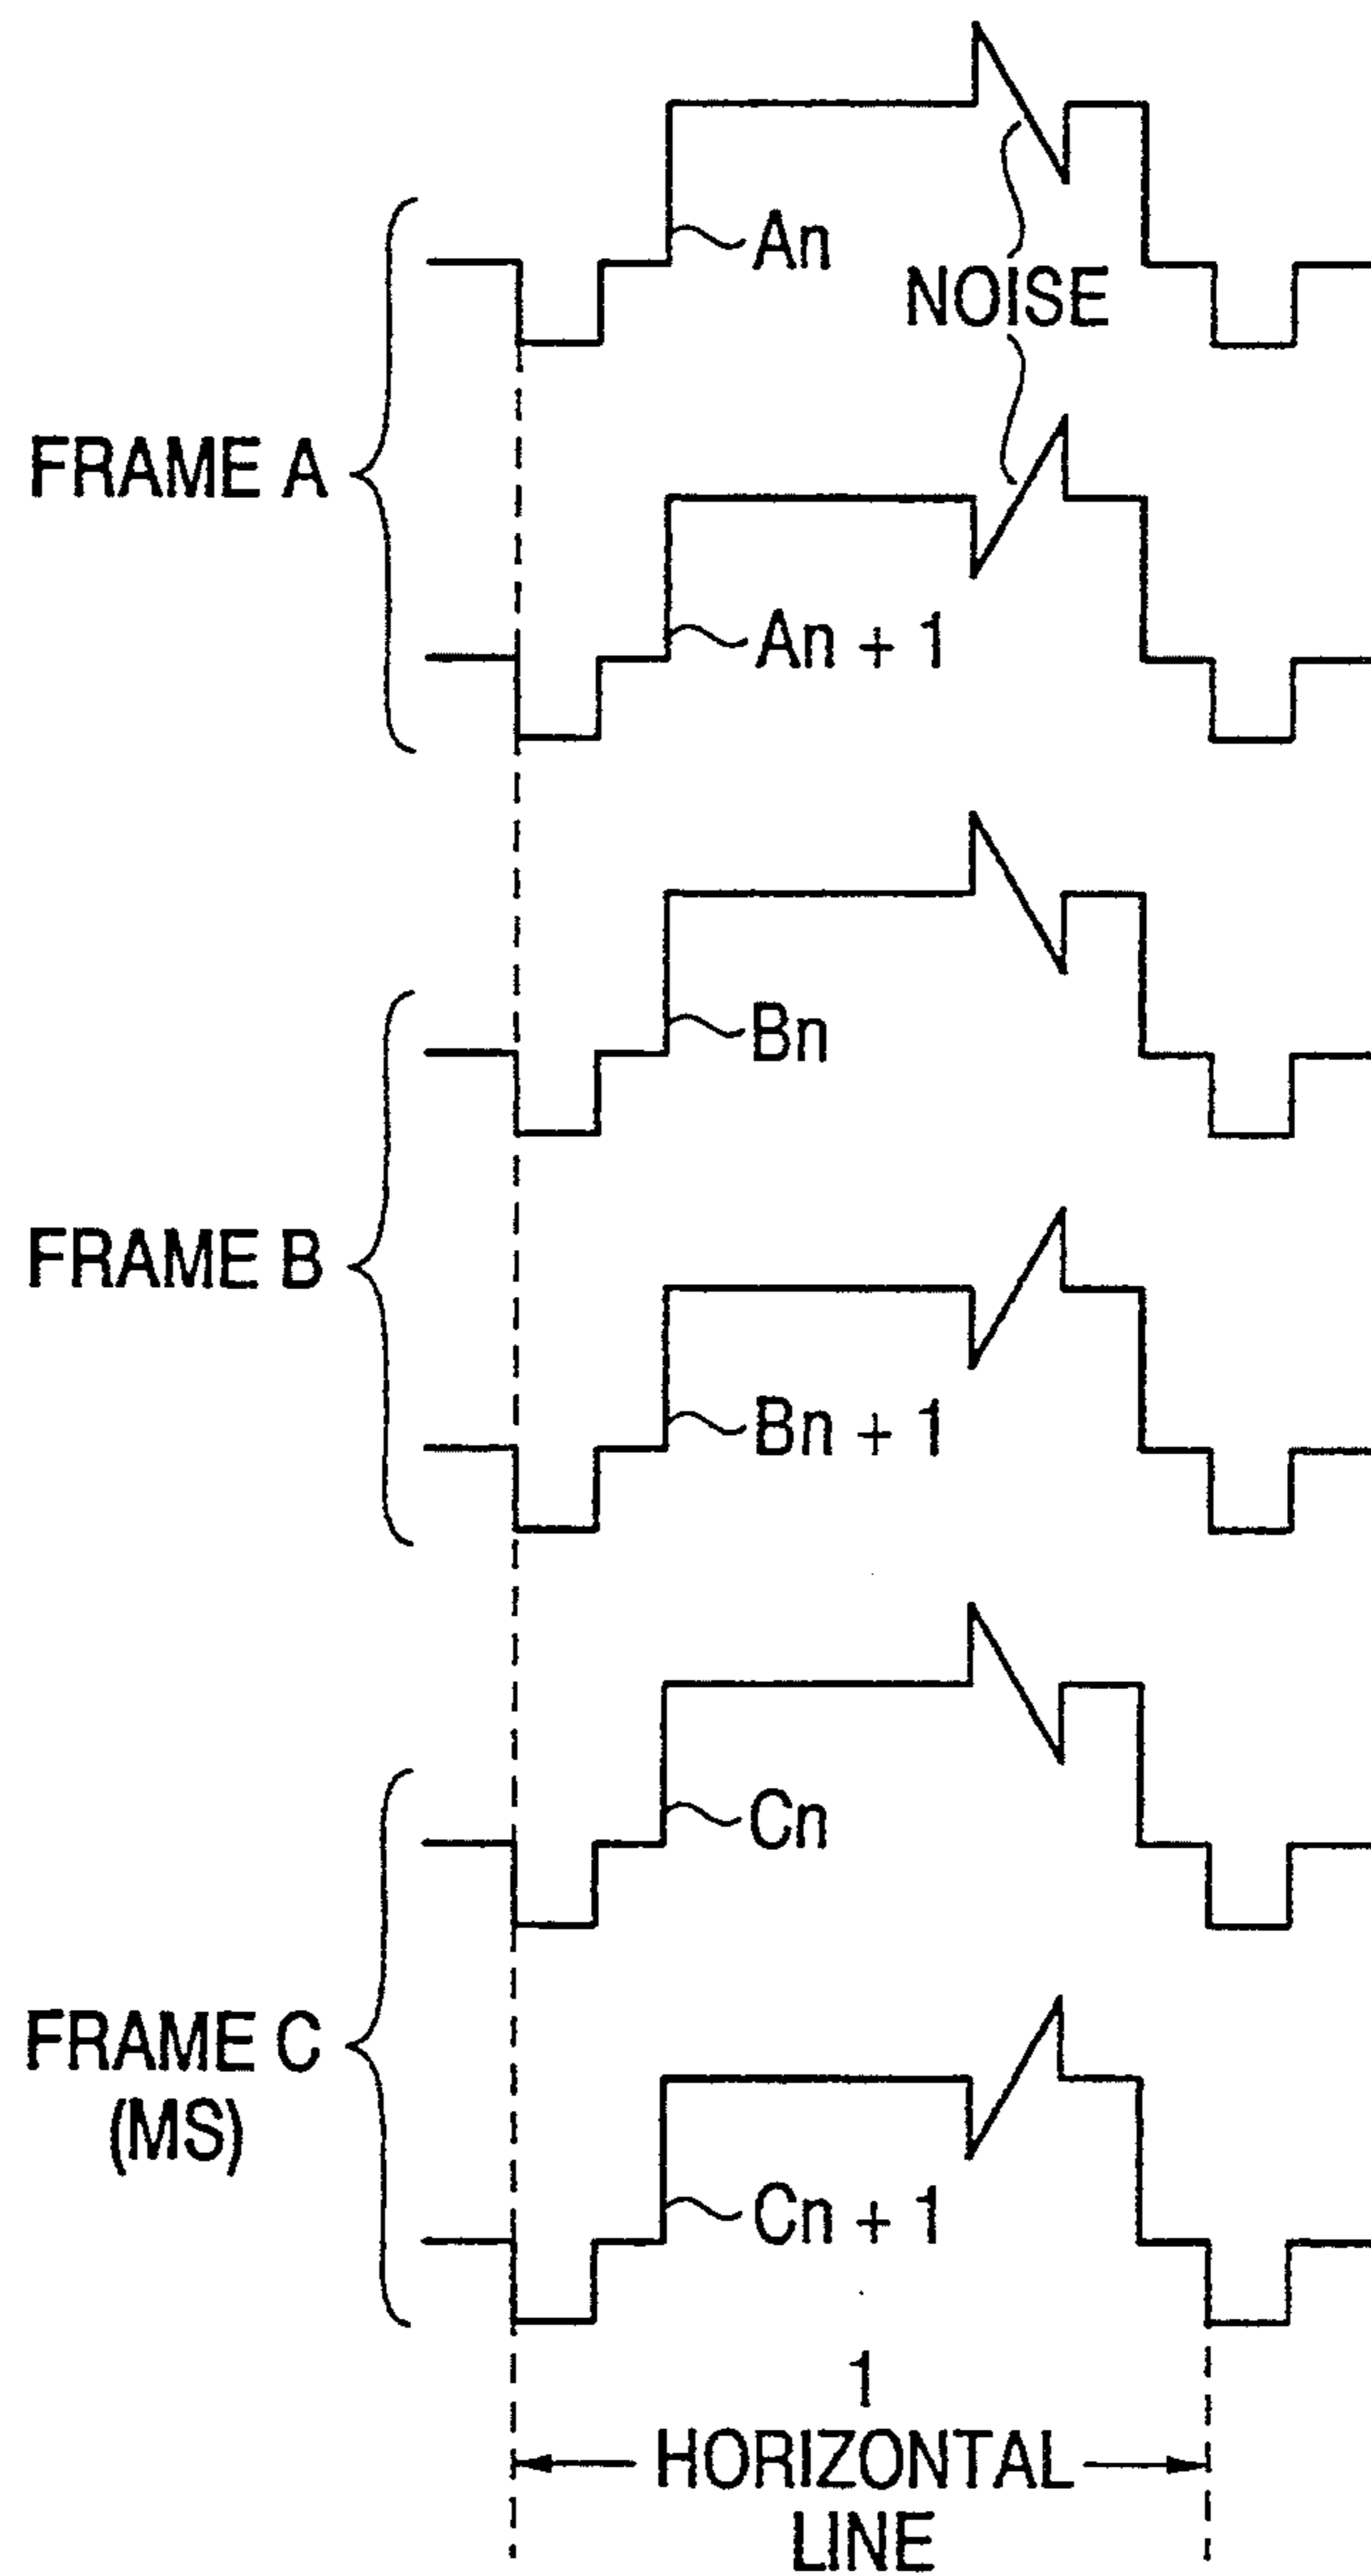 An
NOISE
FRAME A
An + 1
Bn
FRAME B
Bn + 1
Cn
FRAME C
(MS)
Cn + 1
1
HORIZONTAL
LINE